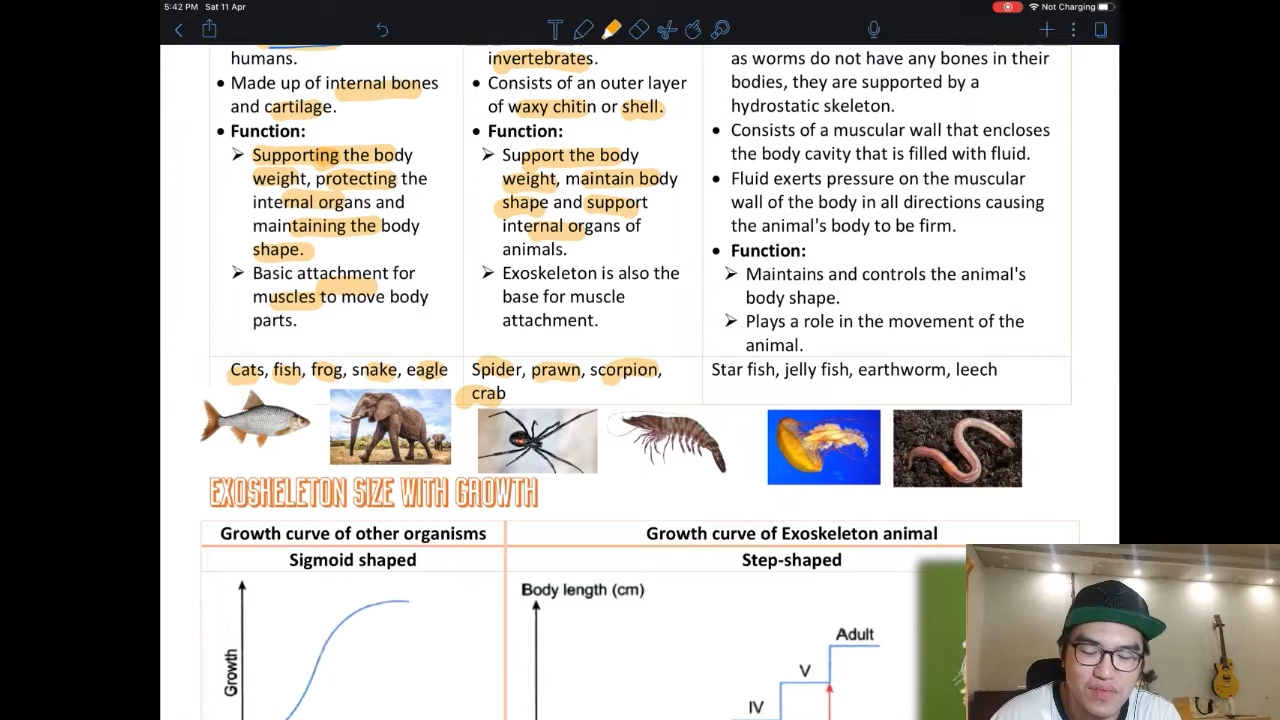 5:42 PM Sat 11 Apr
Not Charging
humans.
• Made up of internal bones
and cartilage.
• Function:
➢ Supporting the body
weight, protecting the
internal organs and
maintaining the body
shape.
➢ Basic attachment for
muscles to move body
parts.
invertebrates.
• Consists of an outer layer
of waxy chitin or shell.
• Function:
➢ Support the body
weight, maintain body
shape and support
internal organs of
animals.
➢ Exoskeleton is also the
base for muscle
attachment.
as worms do not have any bones in their
bodies, they are supported by a
hydrostatic skeleton.
• Consists of a muscular wall that encloses
the body cavity that is filled with fluid.
• Fluid exerts pressure on the muscular
wall of the body in all directions causing
the animal's body to be firm.
• Function:
➢ Maintains and controls the animal's
body shape.
➢ Plays a role in the movement of the
animal.
Cats, fish, frog, snake, eagle
Spider, prawn, scorpion,
crab
Star fish, jelly fish, earthworm, leech
EXOSHELETON SIZE WITH GROWTH
Growth curve of other organisms
Growth curve of Exoskeleton animal
Sigmoid shaped
Step-shaped
Growth
Body length (cm)
Adult
V
IV